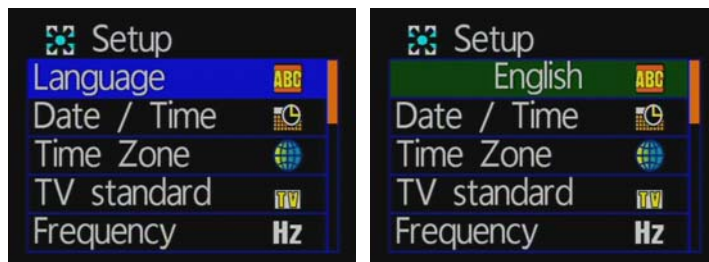 Setup
Language ABC
Date / Time
Time Zone
TV standard TV
Frequency Hz
Setup
English ABC
Date / Time
Time Zone
TV standard TV
Frequency Hz